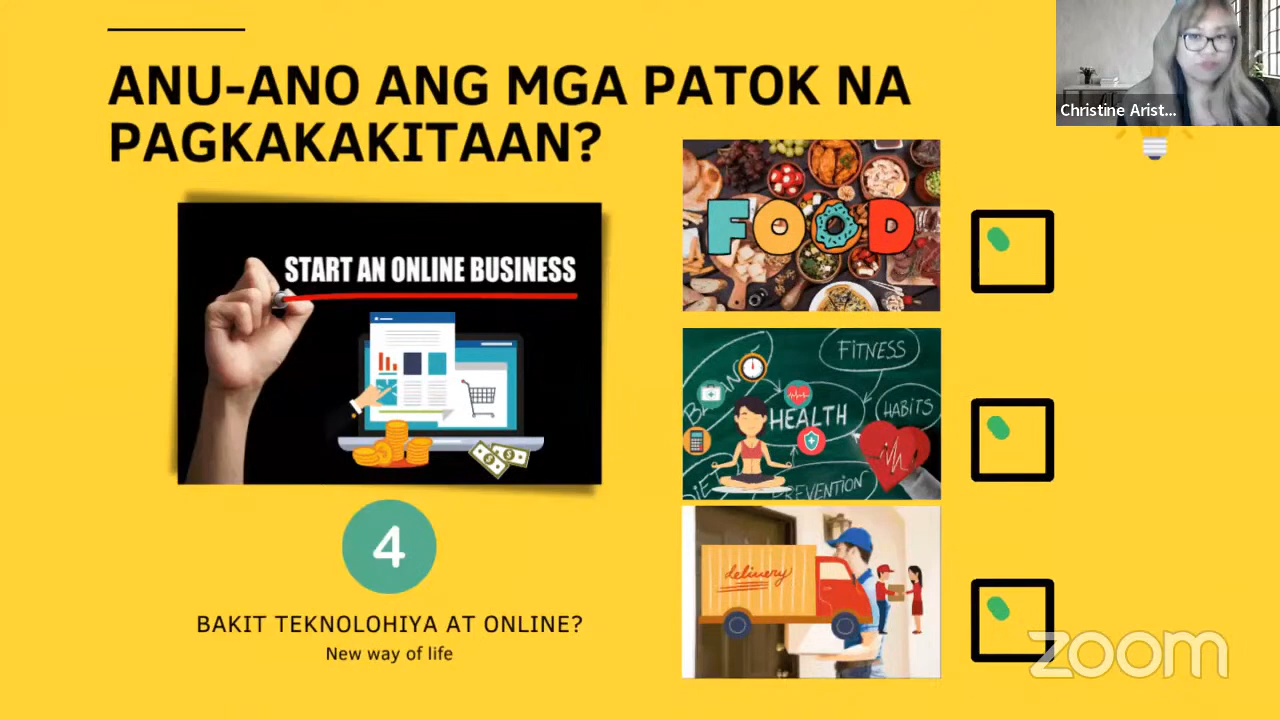 ANU-ANO ANG MGA PATOK NA
PAGKAKAKITAAN?
Christine Arist...
START AN ONLINE BUSINESS
FOOD
FITNESS
HEALTH
HABITS
PREVENTION
delivery
4
BAKIT TEKNOLOHIYA AT ONLINE?
New way of life
zoom